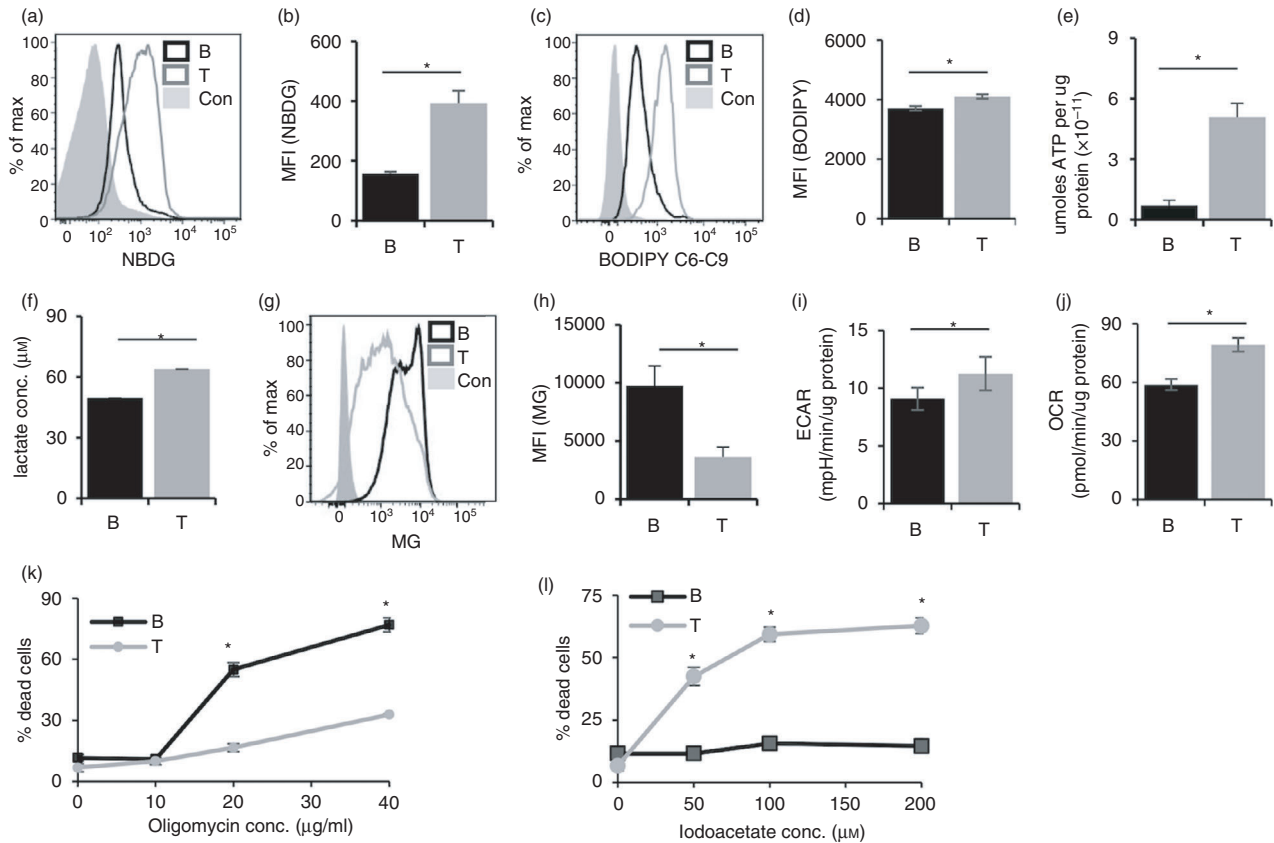 (a)
100
80
60
40
20
0
% of max
B
T
Con
0 10² 10³ 10⁴ 10⁵
NBDG
(b)
600
400
200
0
MFI (NBDG)
*
B T
(c)
100
80
60
40
20
0
% of max
B
T
Con
0 10³ 10⁴ 10⁵
BODIPY C6-C9
(d)
6000
4000
2000
0
MFI (BODIPY)
*
B T
(e)
9
6
3
0
umoles ATP per ug
protein (×10⁻¹¹)
*
B T
(f)
90
60
30
0
lactate conc. (μM)
*
B T
(g)
100
80
60
40
20
0
% of max
B
T
Con
0 10³ 10⁴ 10⁵
MG
(h)
15000
10000
5000
0
MFI (MG)
*
B T
(i)
15
10
5
0
ECAR
(mpH/min/ug protein)
*
B T
(j)
90
60
30
0
OCR
(pmol/min/ug protein)
*
B T
(k)
90
60
30
0
% dead cells
B
T
*
*
0 10 20 30 40
Oligomycin conc. (μg/ml)
(l)
75
50
25
0
% dead cells
B
T
*
*
*
0 50 100 150 200
Iodoacetate conc. (μM)